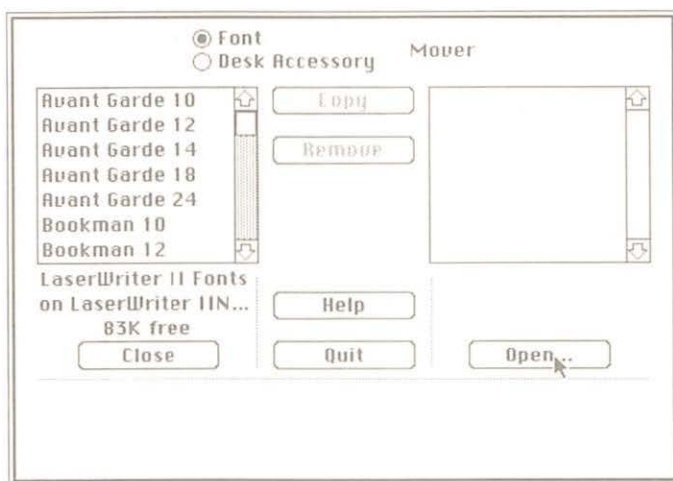 Font
Desk Accessory
Mover
Avant Garde 10
Avant Garde 12
Avant Garde 14
Avant Garde 18
Avant Garde 24
Bookman 10
Bookman 12
LaserWriter II Fonts
on LaserWriter IIN...
83K free
Close
Copy
Remove
Help
Quit
Open...